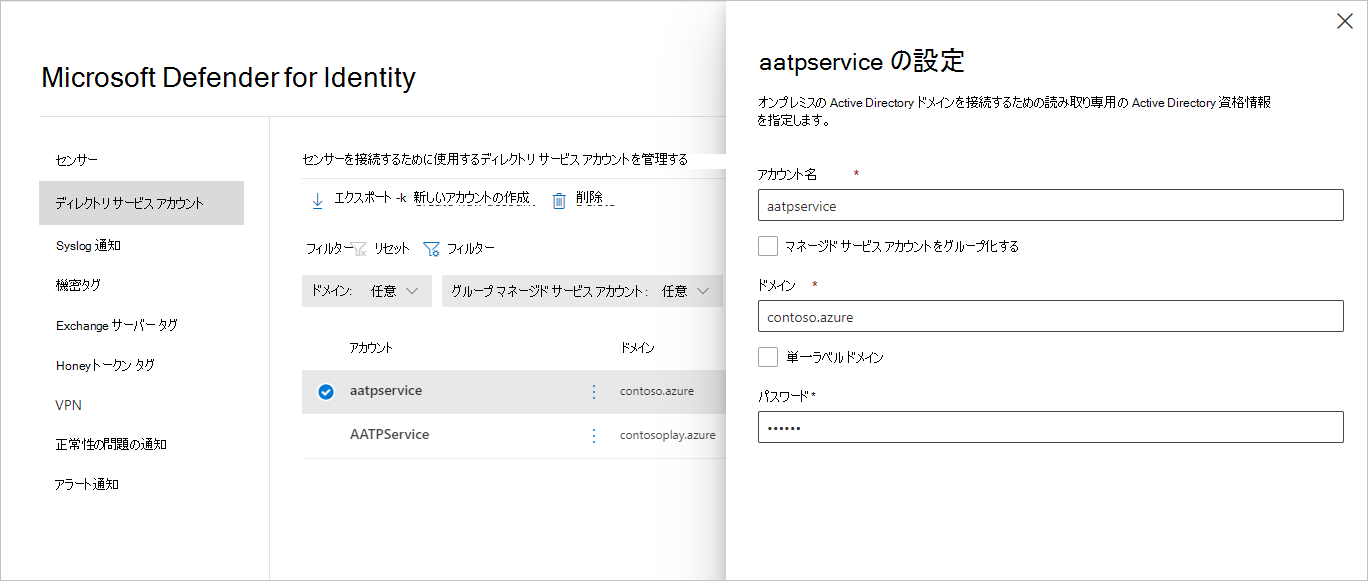 Microsoft Defender for Identity
センサー
ディレクトリ サービス アカウント
Syslog 通知
機密タグ
Exchange サーバー タグ
Honeyトークン タグ
VPN
正常性の問題の通知
アラート通知
センサーを接続するために使用するディレクトリ サービス アカウントを管理する
エクスポート -k 新しいアカウントの作成 削除
フィルター リセット フィルター
ドメイン: 任意 グループ マネージド サービス アカウント: 任意
アカウント ドメイン
aatpservice contoso.azure
AATPService contosoplay.azure
aatpservice の設定
オンプレミスの Active Directory ドメインを接続するための読み取り専用の Active Directory 資格情報
を指定します。
アカウント名 *
aatpservice
マネージド サービス アカウントをグループ化する
ドメイン *
contoso.azure
単一ラベル ドメイン
パスワード *
••••••